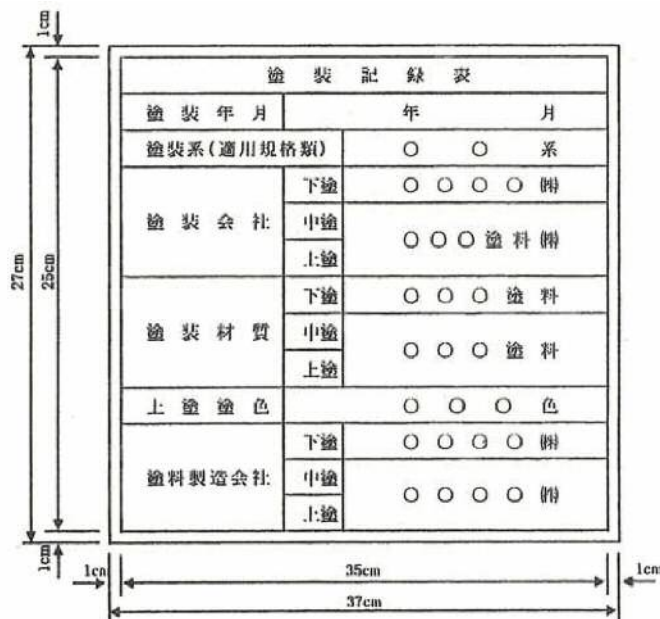 1cm
塗装記録表
塗装年月 年 月
塗装系(適用規格類) ○ ○ 系
塗装会社 下塗 ○○○○㈱
中塗 ○○○塗料㈱
上塗
塗装材質 下塗 ○○○塗料
中塗 ○○○塗料
上塗
上塗塗色 ○○○色
塗料製造会社 下塗 ○○○○㈱
中塗 ○○○○㈱
上塗
27cm
25cm
1cm
1cm 35cm 1cm
37cm